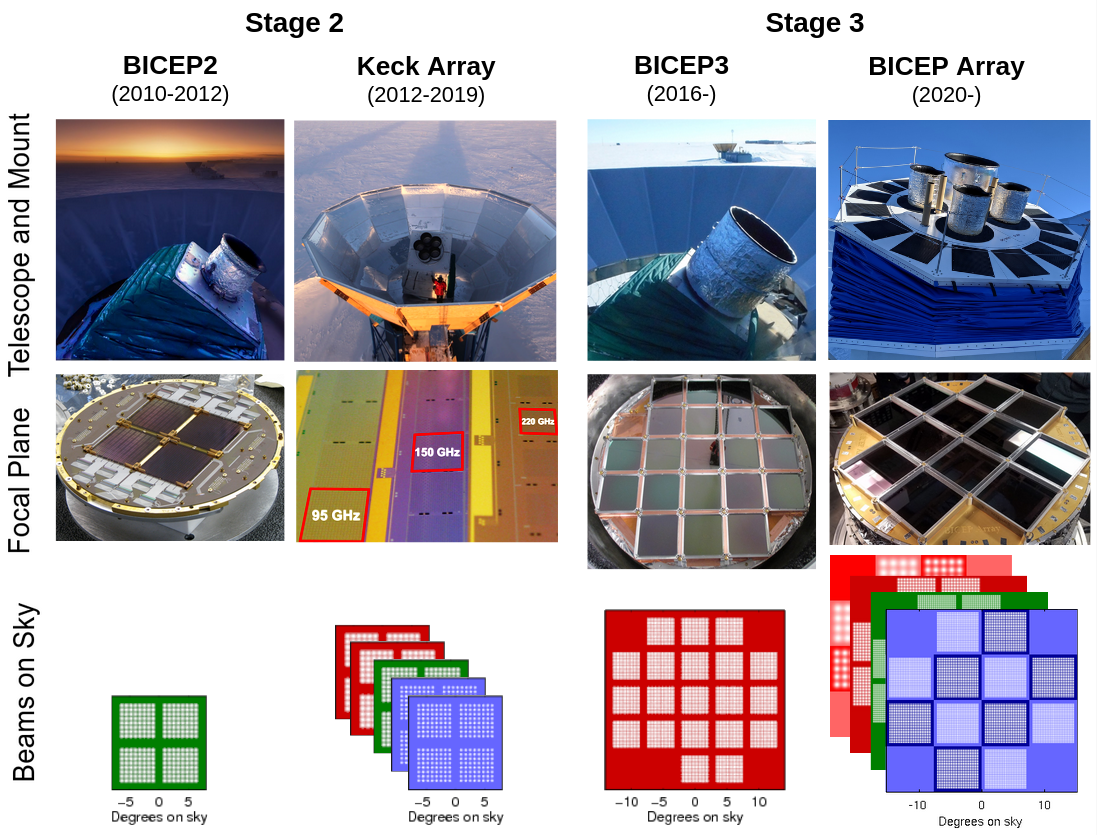 Stage 2
Stage 3
BICEP2
Keck Array
BICEP3
BICEP Array
(2010-2012)
(2012-2019)
(2016-)
(2020-)
Telescope and Mount
Focal Plane
95 GHz
150 GHz
220 GHz
Beams on Sky
−5 0 5
Degrees on sky
−5 0 5
Degrees on sky
−10 −5 0 5 10
Degrees on sky
-10 0 10
Degrees on sky